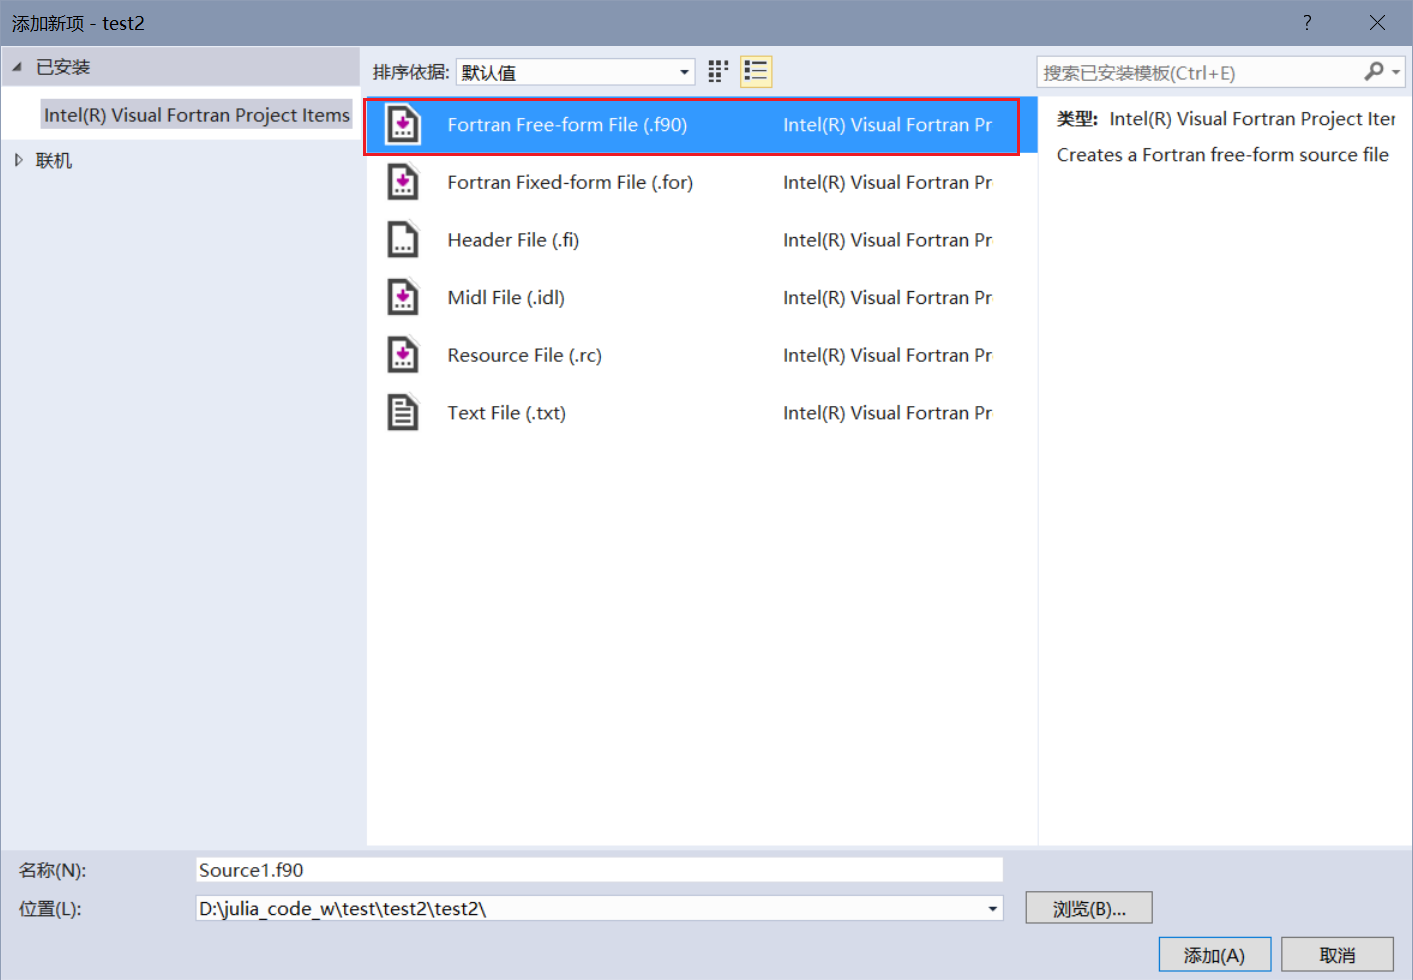 添加新项 - test2
?
已安装
排序依据: 默认值
搜索已安装模板(Ctrl+E)
Intel(R) Visual Fortran Project Items
联机
Fortran Free-form File (.f90) Intel(R) Visual Fortran Pr
Fortran Fixed-form File (.for) Intel(R) Visual Fortran Pr
Header File (.fi) Intel(R) Visual Fortran Pr
Midl File (.idl) Intel(R) Visual Fortran Pr
Resource File (.rc) Intel(R) Visual Fortran Pr
Text File (.txt) Intel(R) Visual Fortran Pr
类型: Intel(R) Visual Fortran Project Iter
Creates a Fortran free-form source file
名称(N): Source1.f90
位置(L): D:\julia_code_w\test\test2\test2\
浏览(B)...
添加(A) 取消